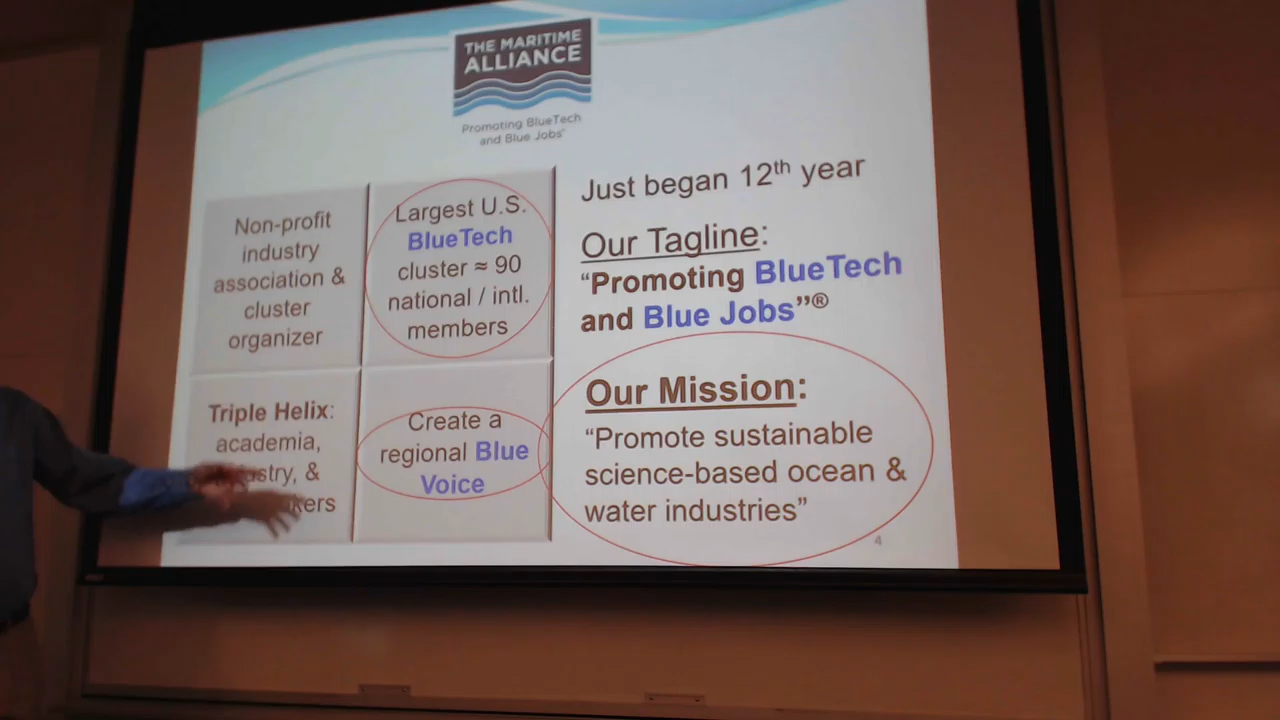 THE MARITIME
ALLIANCE
Promoting BlueTech
and Blue Jobs®
Non-profit
industry
association &
cluster
organizer
Largest U.S.
BlueTech
cluster ≈ 90
national / intl.
members
Triple Helix:
academia,
&
Create a
regional Blue
Voice
Just began 12th year
Our Tagline:
“Promoting BlueTech
and Blue Jobs”®
Our Mission:
“Promote sustainable
science-based ocean &
water industries”
4